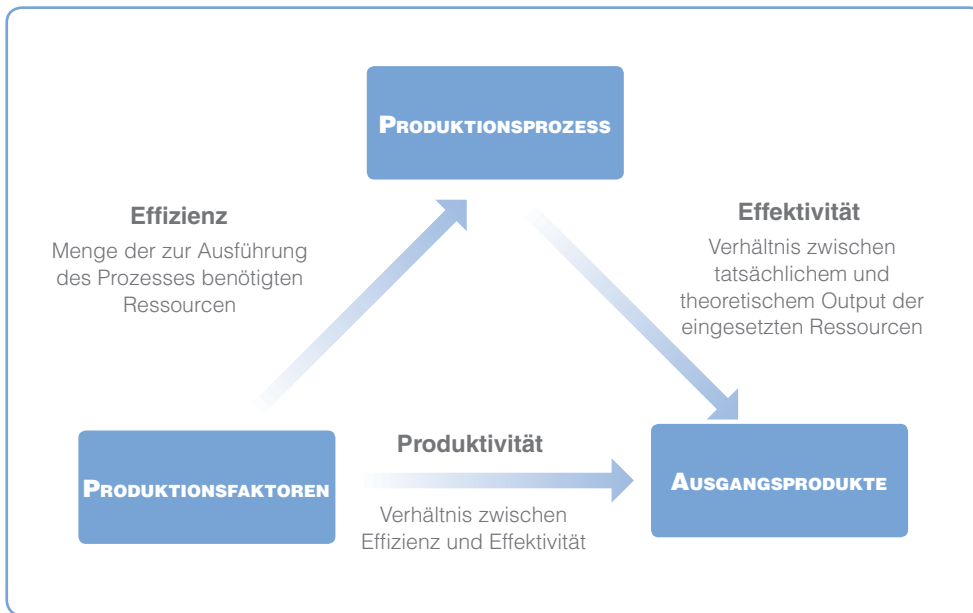 PRODUKTIONSPROZESS
Effizienz
Menge der zur Ausführung
des Prozesses benötigten
Ressourcen
Effektivität
Verhältnis zwischen
tatsächlichem und
theoretischem Output der
eingesetzten Ressourcen
PRODUKTIONSFAKTOREN
Produktivität
Verhältnis zwischen
Effizienz und Effektivität
AUSGANGSPRODUKTE